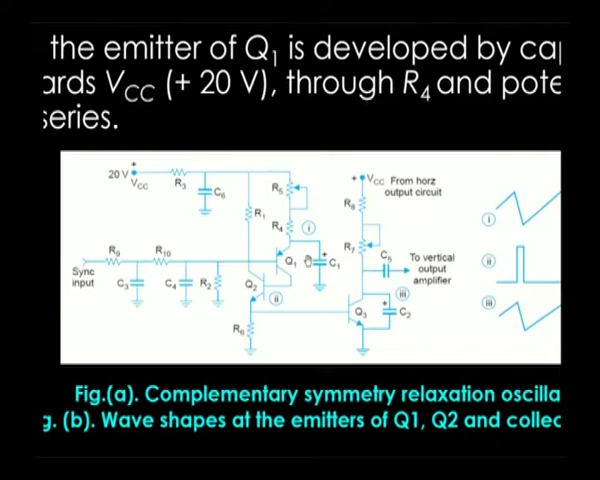 the emitter of Q1 is developed by cap
ards VCC (+ 20 V), through R4 and pote
series.
20 V
+
VCC
R3
C6
R5
+ VCC From horz
output circuit
R8
R1
R4
i
R7
C5
To vertical
output
amplifier
R9
R10
Sync
input
C3
C4
R2
Q2
Q1
+
C1
ii
iii
R6
Q3
+
C2
i
ii
iii
Fig.(a). Complementary symmetry relaxation oscilla
g. (b). Wave shapes at the emitters of Q1, Q2 and collec